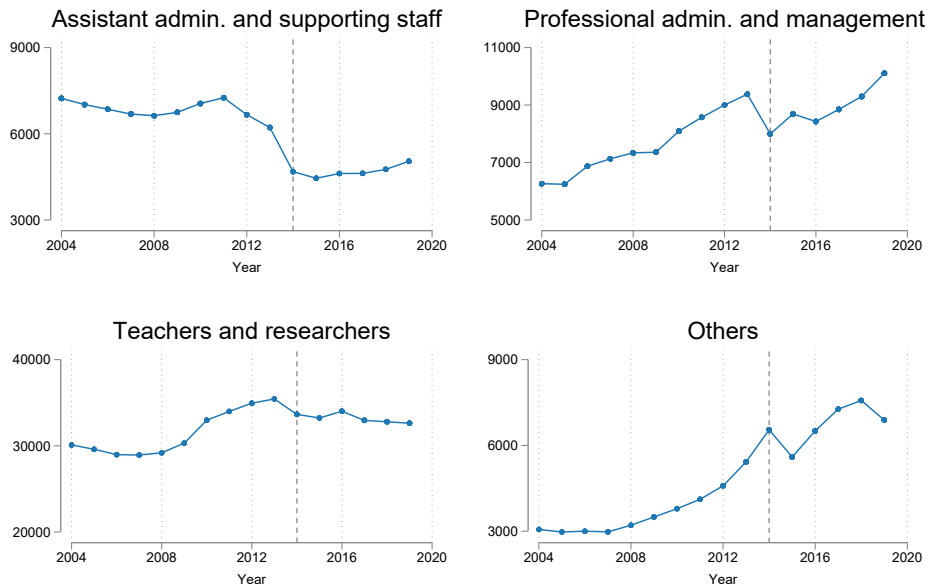 Assistant admin. and supporting staff
9000
6000
3000
2004 2008 2012 2016 2020
Year
Professional admin. and management
11000
9000
7000
5000
2004 2008 2012 2016 2020
Year
Teachers and researchers
40000
30000
20000
2004 2008 2012 2016 2020
Year
Others
9000
6000
3000
2004 2008 2012 2016 2020
Year